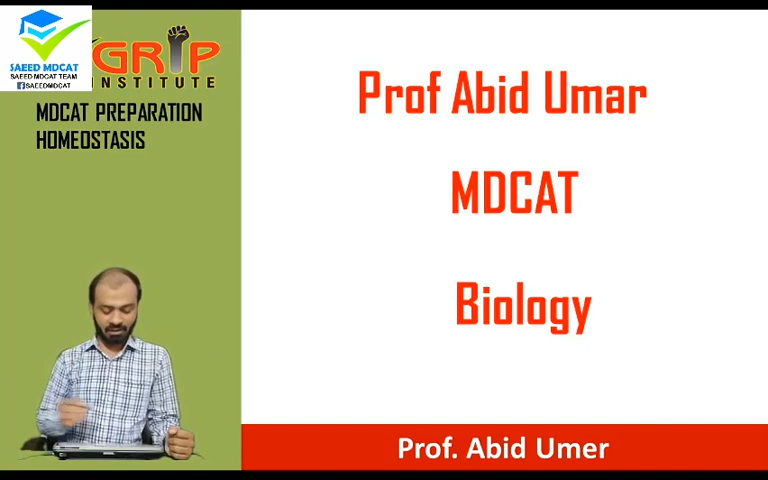 SAEED MDCAT
SAEED MDCAT TEAM
SAEEDMDCAT
GRIP
INSTITUTE
MDCAT PREPARATION
HOMEOSTASIS
Prof Abid Umar
MDCAT
Biology
Prof. Abid Umer